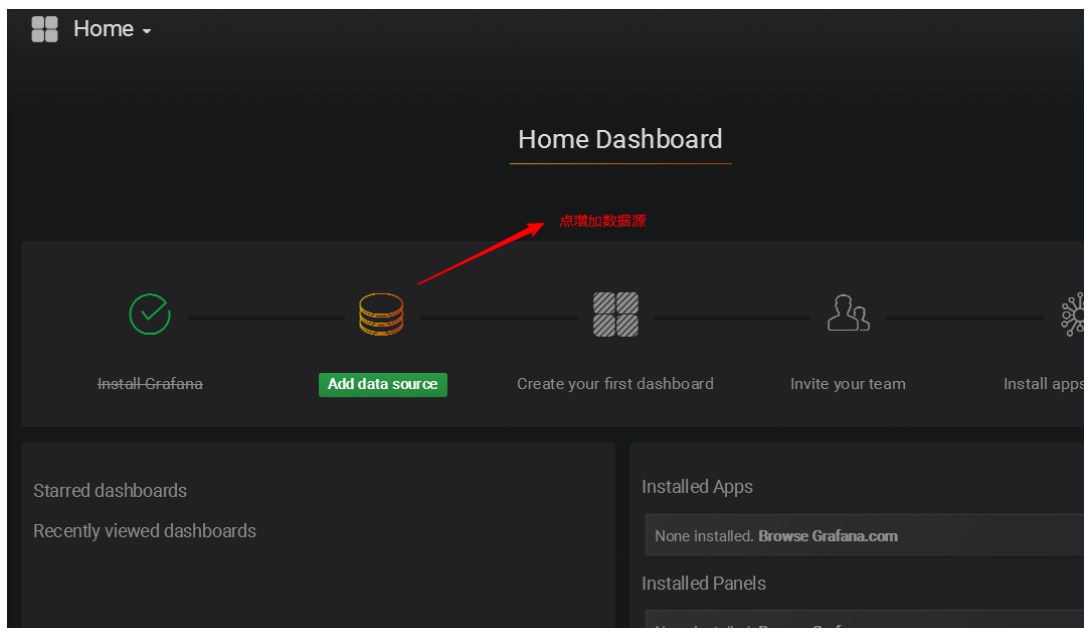 Home
Home Dashboard
点增加数据源
Install Grafana
Add data source
Create your first dashboard
Invite your team
Install apps
Starred dashboards
Recently viewed dashboards
Installed Apps
None installed. Browse Grafana.com
Installed Panels